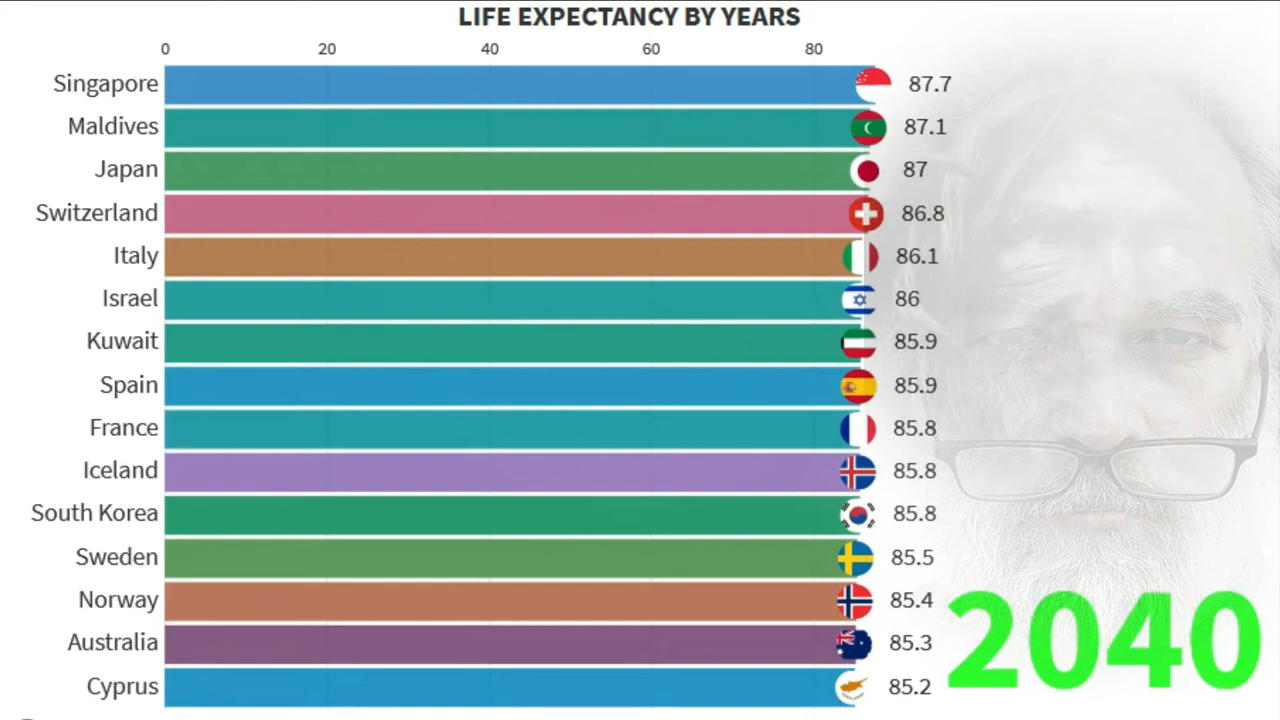 LIFE EXPECTANCY BY YEARS
0 20 40 60 80
Singapore 87.7
Maldives 87.1
Japan 87
Switzerland 86.8
Italy 86.1
Israel 86
Kuwait 85.9
Spain 85.9
France 85.8
Iceland 85.8
South Korea 85.8
Sweden 85.5
Norway 85.4
Australia 85.3
Cyprus 85.2
2040